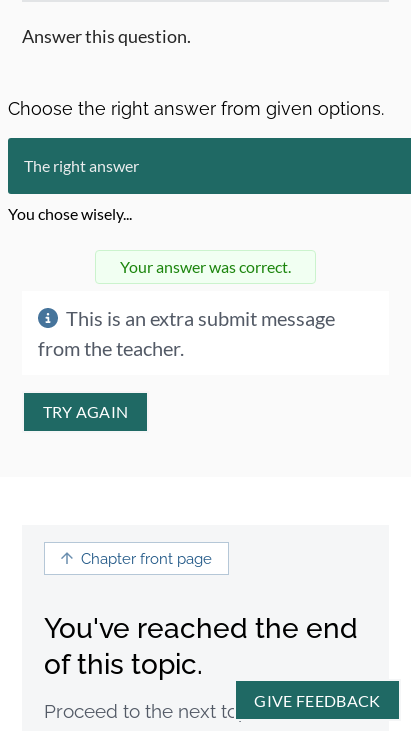 Answer this question.
Choose the right answer from given options.
The right answer
You chose wisely...
Your answer was correct.
This is an extra submit message
from the teacher.
TRY AGAIN
Chapter front page
You've reached the end
of this topic.
Proceed to the next
GIVE FEEDBACK